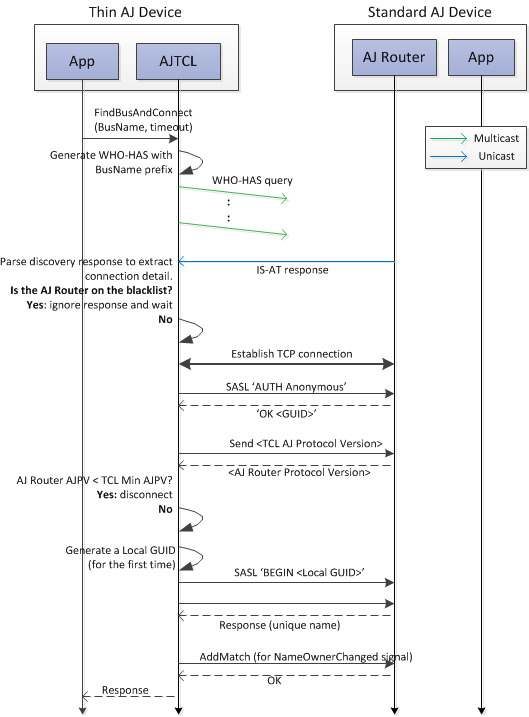 Thin AJ Device
Standard AJ Device
App
AJTCL
AJ Router
App
FindBusAndConnect
(BusName, timeout)
Multicast
Unicast
Generate WHO-HAS with
BusName prefix
WHO-HAS query
:
:
Parse discovery response to extract
connection detail.
IS-AT response
Is the AJ Router on the blacklist?
Yes: ignore response and wait
No
Establish TCP connection
SASL ‘AUTH Anonymous’
‘OK <GUID>’
Send <TCL AJ Protocol Version>
<AJ Router Protocol Version>
AJ Router AJPV < TCL Min AJPV?
Yes: disconnect
No
Generate a Local GUID
(for the first time)
SASL ‘BEGIN <Local GUID>’
Response (unique name)
AddMatch (for NameOwnerChanged signal)
OK
Response